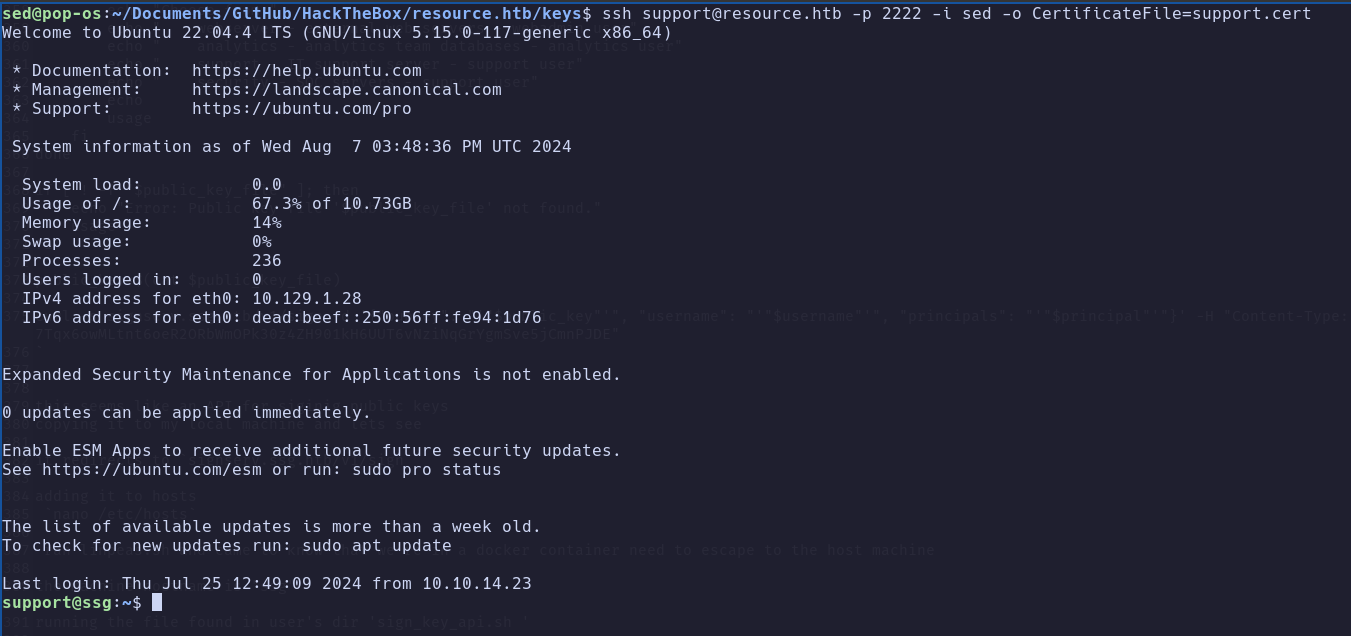 sed@pop-os:~/Documents/GitHub/HackTheBox/resource.htb/keys$ ssh support@resource.htb -p 2222 -i sed -o CertificateFile=support.cert
Welcome to Ubuntu 22.04.4 LTS (GNU/Linux 5.15.0-117-generic x86_64)
* Documentation:  https://help.ubuntu.com
* Management:     https://landscape.canonical.com
* Support:        https://ubuntu.com/pro
System information as of Wed Aug  7 03:48:36 PM UTC 2024
System load:           0.0
Usage of /:            67.3% of 10.73GB
Memory usage:          14%
Swap usage:            0%
Processes:             236
Users logged in:       0
IPv4 address for eth0: 10.129.1.28
IPv6 address for eth0: dead:beef::250:56ff:fe94:1d76
Expanded Security Maintenance for Applications is not enabled.
0 updates can be applied immediately.
Enable ESM Apps to receive additional future security updates.
See https://ubuntu.com/esm or run: sudo pro status
The list of available updates is more than a week old.
To check for new updates run: sudo apt update
Last login: Thu Jul 25 12:49:09 2024 from 10.10.14.23
support@ssg:~$